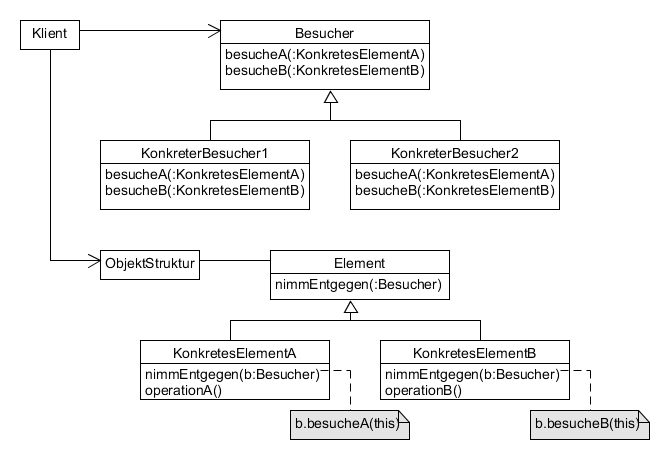 Klient
Besucher
besucheA(:KonkretesElementA)
besucheB(:KonkretesElementB)
KonkreterBesucher1
besucheA(:KonkretesElementA)
besucheB(:KonkretesElementB)
KonkreterBesucher2
besucheA(:KonkretesElementA)
besucheB(:KonkretesElementB)
ObjektStruktur
Element
nimmEntgegen(:Besucher)
KonkretesElementA
nimmEntgegen(b:Besucher)
operationA()
KonkretesElementB
nimmEntgegen(b:Besucher)
operationB()
b.besucheA(this)
b.besucheB(this)